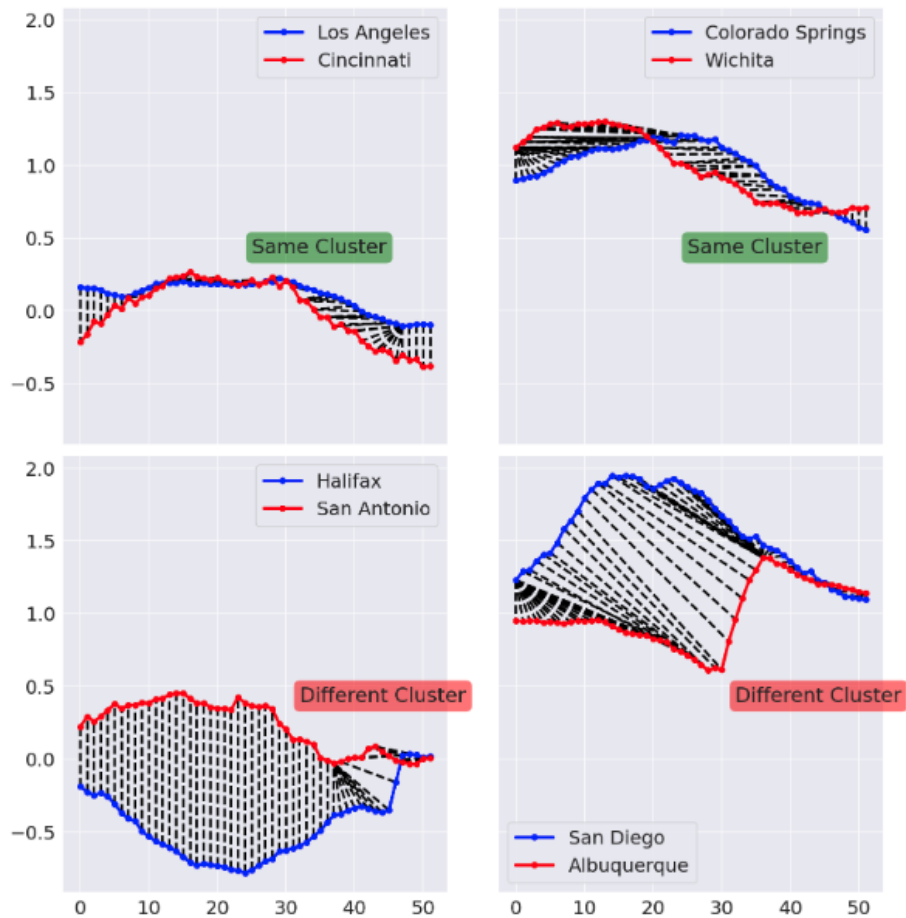 2.0
Los Angeles
Cincinnati
1.5
1.0
0.5
Same Cluster
0.0
−0.5
Colorado Springs
Wichita
Same Cluster
2.0
Halifax
San Antonio
1.5
1.0
0.5
Different Cluster
0.0
−0.5
0 10 20 30 40 50
Different Cluster
San Diego
Albuquerque
0 10 20 30 40 50